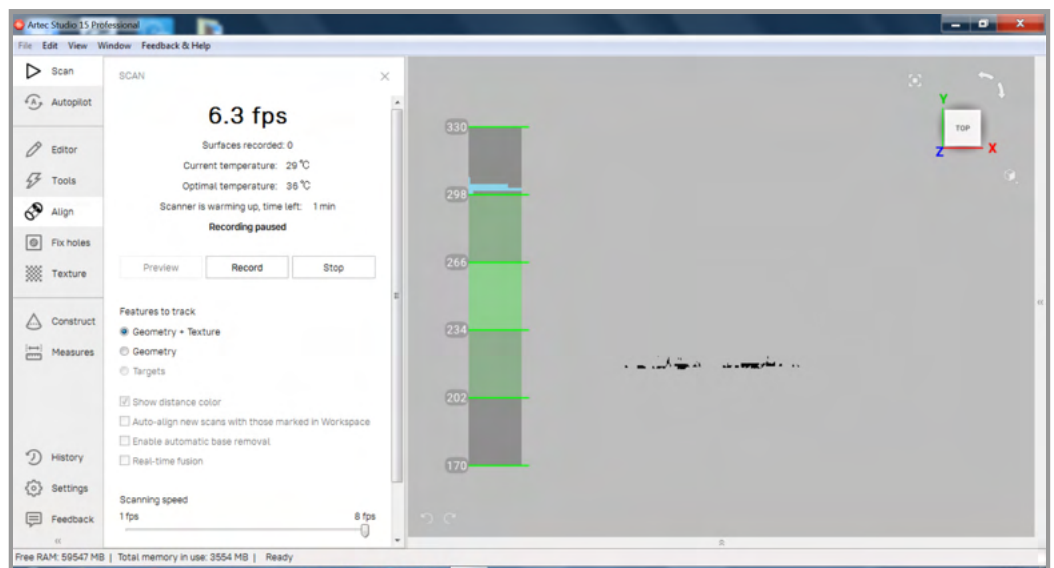 Artec Studio 15 Professional
File Edit View Window Feedback & Help
Scan
Autopilot
Editor
Tools
Align
Fix holes
Texture
Construct
Measures
History
Settings
Feedback
SCAN
6.3 fps
Surfaces recorded: 0
Current temperature: 29 °C
Optimal temperature: 36 °C
Scanner is warming up, time left: 1 min
Recording paused
Preview Record Stop
Features to track
Geometry + Texture
Geometry
Targets
Show distance color
Auto-align new scans with those marked in Workspace
Enable automatic base removal
Real-time fusion
Scanning speed
1 fps 8 fps
330
298
266
234
202
170
Y
TOP
Z X
Free RAM: 59547 MB | Total memory in use: 3554 MB | Ready